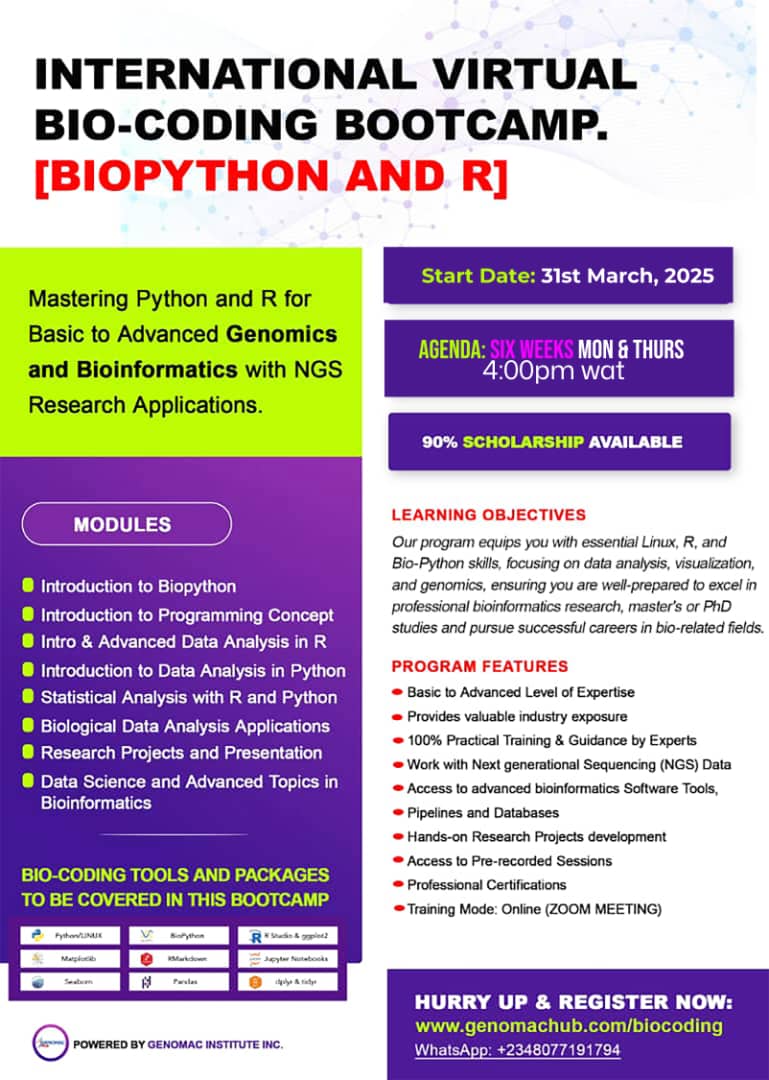 INTERNATIONAL VIRTUAL
BIO-CODING BOOTCAMP.
[BIOPYTHON AND R]
Mastering Python and R for
Basic to Advanced Genomics
and Bioinformatics with NGS
Research Applications.
Start Date: 31st March, 2025
AGENDA: SIX WEEKS MON & THURS
4:00pm wat
90% SCHOLARSHIP AVAILABLE
MODULES
Introduction to Biopython
Introduction to Programming Concept
Intro & Advanced Data Analysis in R
Introduction to Data Analysis in Python
Statistical Analysis with R and Python
Biological Data Analysis Applications
Research Projects and Presentation
Data Science and Advanced Topics in
Bioinformatics
BIO-CODING TOOLS AND PACKAGES
TO BE COVERED IN THIS BOOTCAMP
Python/LINUX
BioPython
R Studio & ggplot2
Matplotlib
RMarkdown
Jupyter Notebooks
Seaborn
Pandas
dplyr & tidyr
POWERED BY GENOMAC INSTITUTE INC.
LEARNING OBJECTIVES
Our program equips you with essential Linux, R, and
Bio-Python skills, focusing on data analysis, visualization,
and genomics, ensuring you are well-prepared to excel in
professional bioinformatics research, master's or PhD
studies and pursue successful careers in bio-related fields.
PROGRAM FEATURES
Basic to Advanced Level of Expertise
Provides valuable industry exposure
100% Practical Training & Guidance by Experts
Work with Next generational Sequencing (NGS) Data
Access to advanced bioinformatics Software Tools,
Pipelines and Databases
Hands-on Research Projects development
Access to Pre-recorded Sessions
Professional Certifications
Training Mode: Online (ZOOM MEETING)
HURRY UP & REGISTER NOW:
www.genomachub.com/biocoding
WhatsApp: +2348077191794